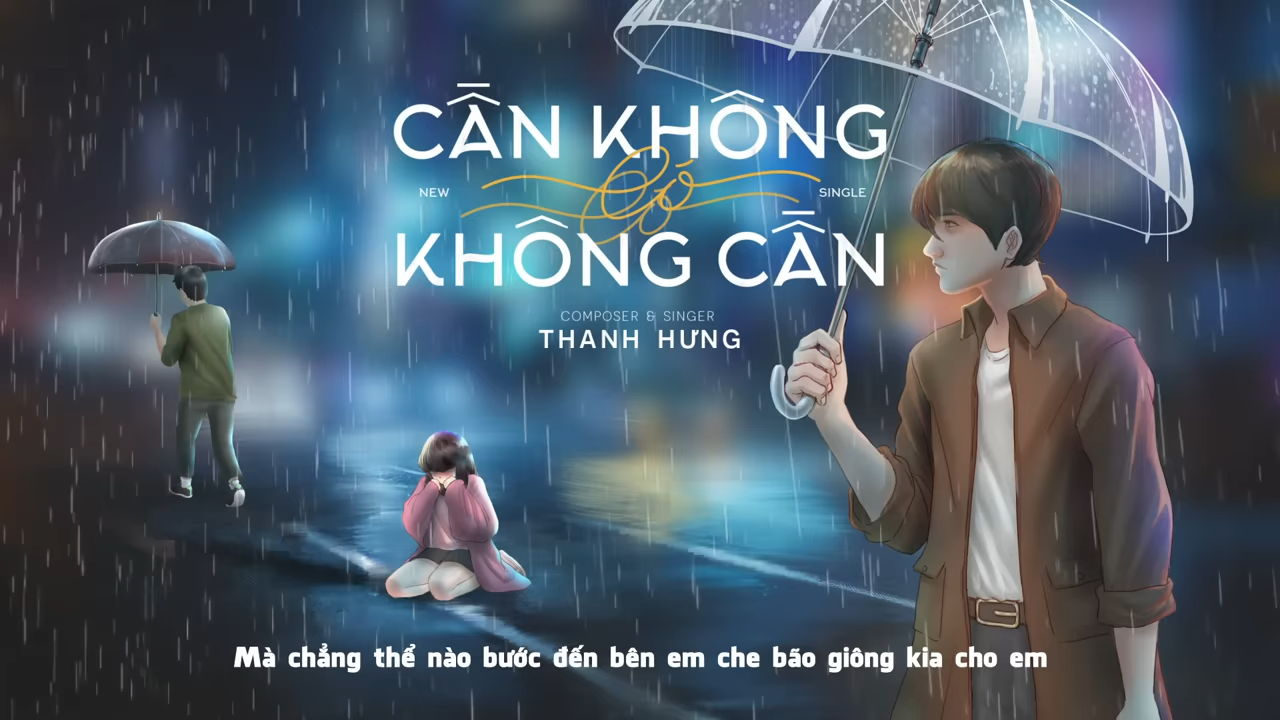 CẦN KHÔNG
Có
NEW
SINGLE
KHÔNG CẦN
COMPOSER & SINGER
THANH HƯNG
Mà chẳng thể nào bước đến bên em che bão giông kia cho em